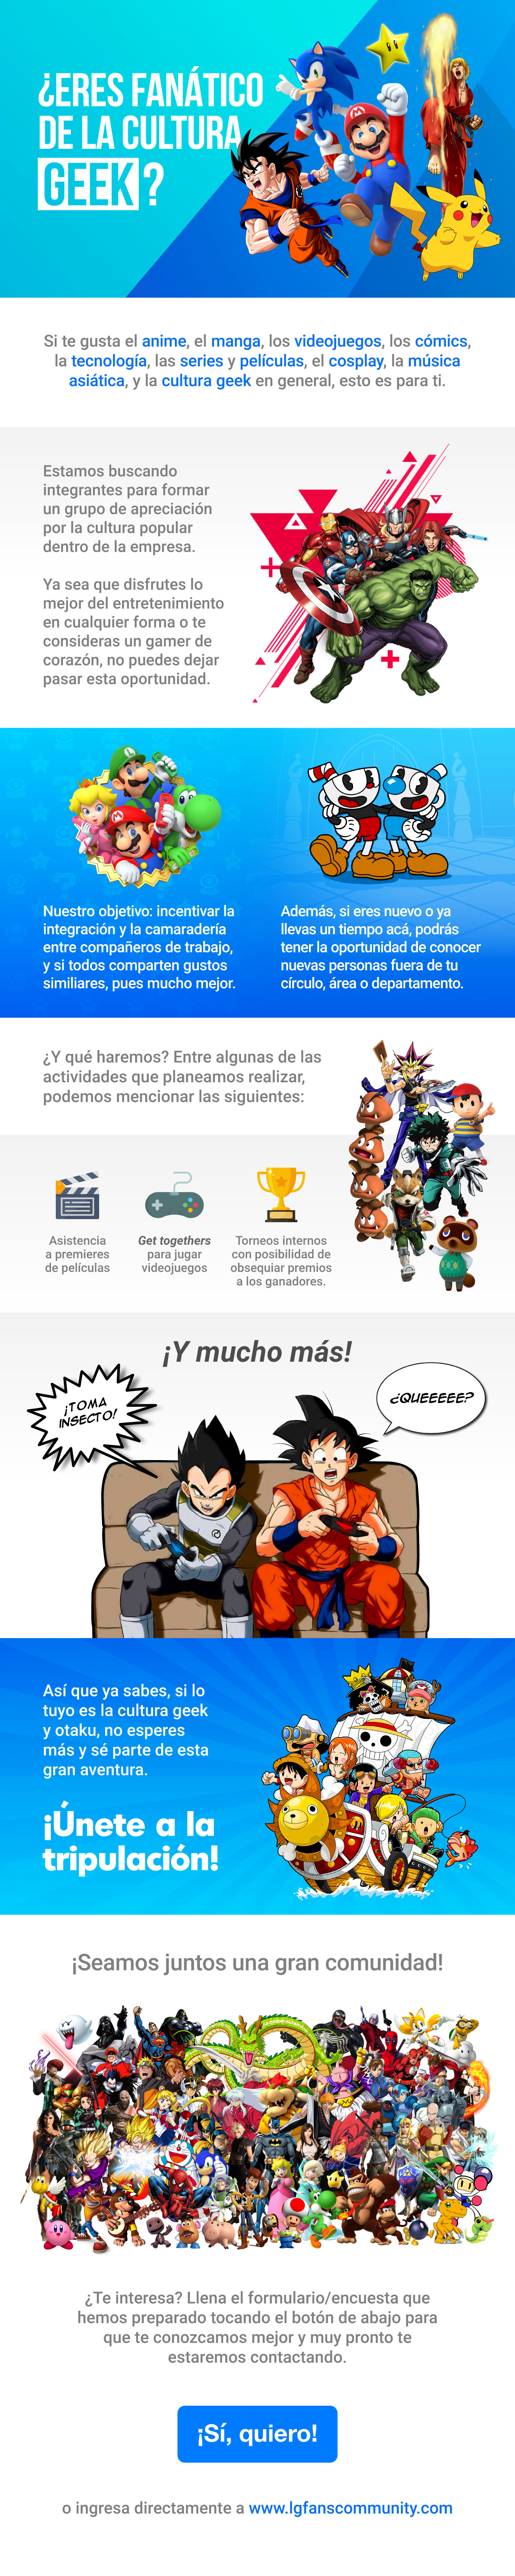 ¿ERES FANÁTICO
DE LA CULTURA
GEEK?
Si te gusta el anime, el manga, los videojuegos, los cómics,
la tecnología, las series y películas, el cosplay, la música
asiática, y la cultura geek en general, esto es para ti.
Estamos buscando
integrantes para formar
un grupo de apreciación
por la cultura popular
dentro de la empresa.
Ya sea que disfrutes lo
mejor del entretenimiento
en cualquier forma o te
consideras un gamer de
corazón, no puedes dejar
pasar esta oportunidad.
Nuestro objetivo: incentivar la
integración y la camaradería
entre compañeros de trabajo,
y si todos comparten gustos
similiares, pues mucho mejor.
Además, si eres nuevo o ya
llevas un tiempo acá, podrás
tener la oportunidad de conocer
nuevas personas fuera de tu
círculo, área o departamento.
¿Y qué haremos? Entre algunas de las
actividades que planeamos realizar,
podemos mencionar las siguientes:
Asistencia
a premieres
de películas
Get togethers
para jugar
videojuegos
Torneos internos
con posibilidad de
obsequiar premios
a los ganadores.
¡Y mucho más!
¡TOMA
INSECTO!
¿QUEEEEE?
Así que ya sabes, si lo
tuyo es la cultura geek
y otaku, no esperes
más y sé parte de esta
gran aventura.
¡Únete a la
tripulación!
¡Seamos juntos una gran comunidad!
¿Te interesa? Llena el formulario/encuesta que
hemos preparado tocando el botón de abajo para
que te conozcamos mejor y muy pronto te
estaremos contactando.
¡Sí, quiero!
o ingresa directamente a www.lgfanscommunity.com